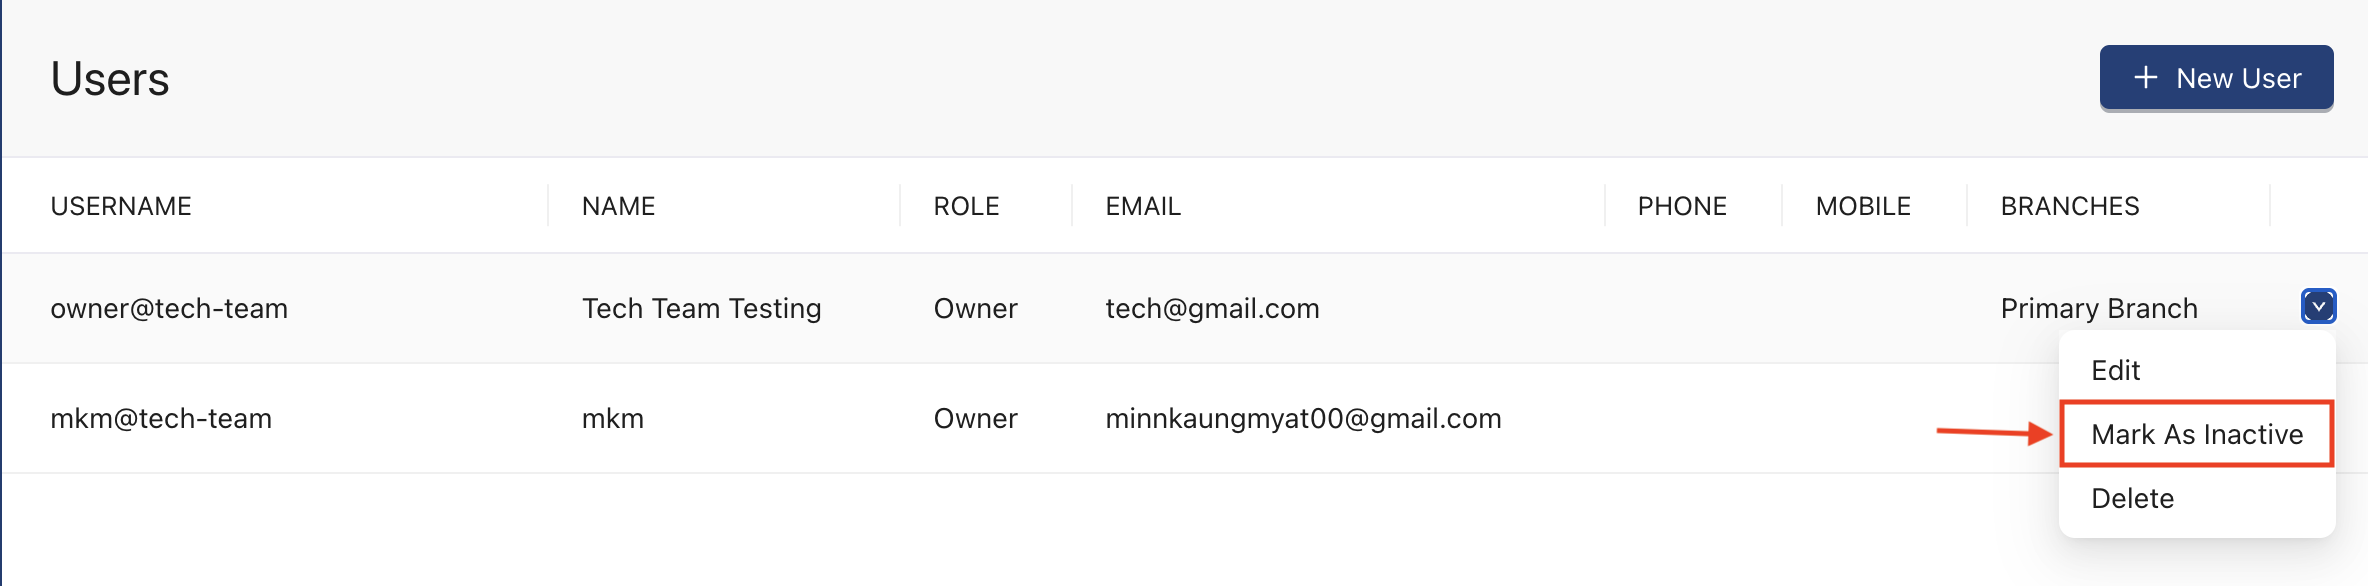 Users
+ New User
USERNAME NAME ROLE EMAIL PHONE MOBILE BRANCHES
owner@tech-team Tech Team Testing Owner tech@gmail.com Primary Branch
Edit
mkm@tech-team mkm Owner minnkaungmyat00@gmail.com
Mark As Inactive
Delete